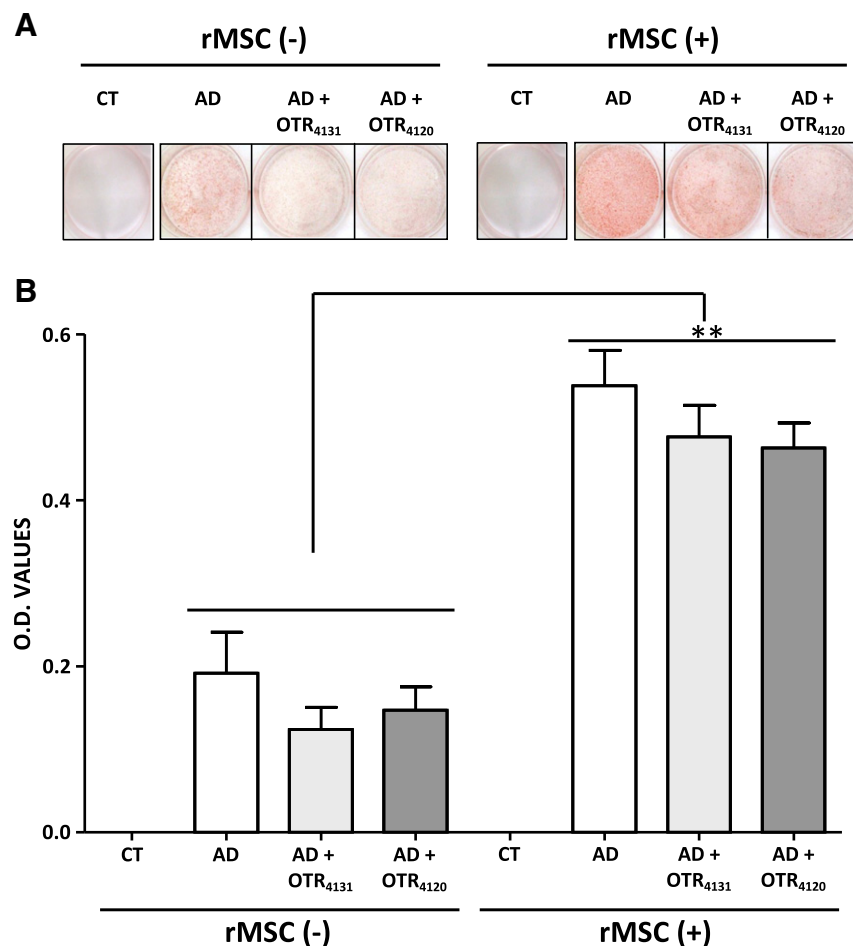 A
rMSC (-) rMSC (+)
CT AD AD + AD + CT AD AD + AD +
OTR4131 OTR4120 OTR4131 OTR4120
B
**
0.6
0.4
0.2
0.0
O.D. VALUES
CT AD AD + AD + CT AD AD + AD +
OTR4131 OTR4120 OTR4131 OTR4120
rMSC (-) rMSC (+)